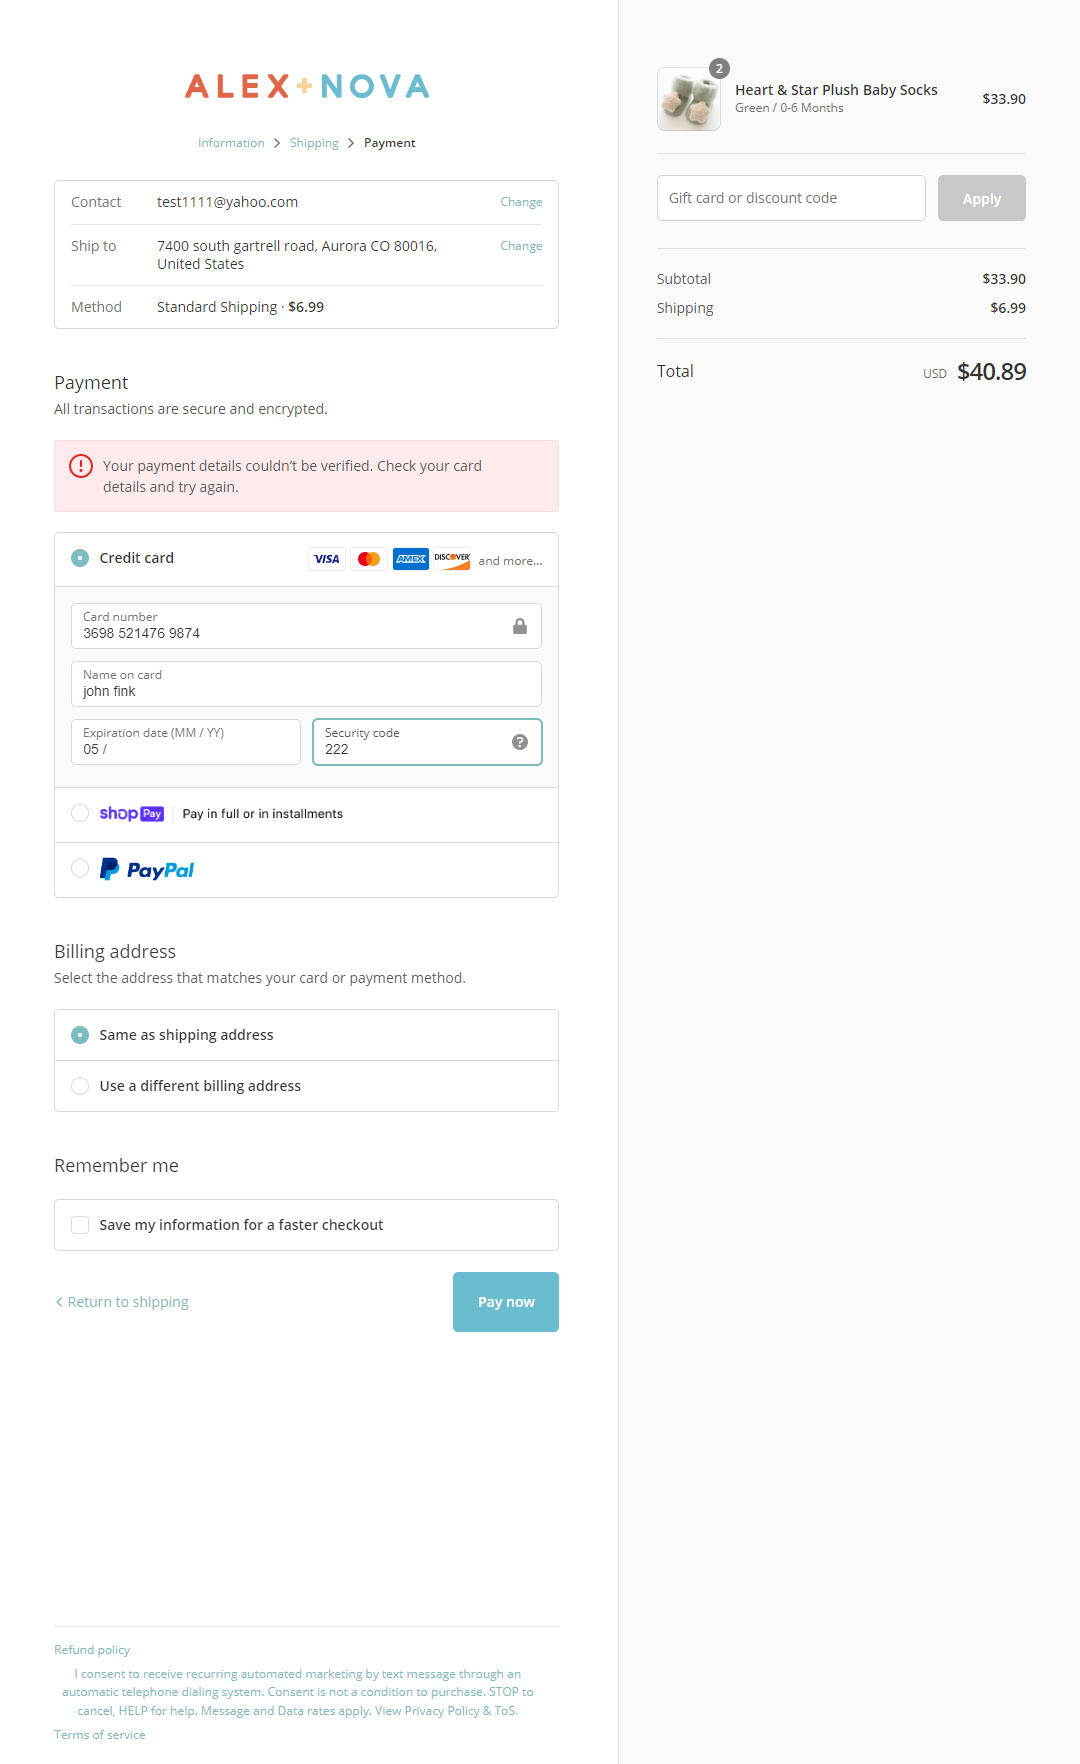 ALEX+NOVA
Information > Shipping > Payment
Contact test1111@yahoo.com Change
Ship to 7400 south gartrell road, Aurora CO 80016, Change
United States
Method Standard Shipping · $6.99
Payment
All transactions are secure and encrypted.
Your payment details couldn't be verified. Check your card
details and try again.
Credit card VISA AMEX DISCOVER and more...
Card number
3698 521476 9874
Name on card
john fink
Expiration date (MM / YY)
05 /
Security code
222
shop Pay Pay in full or in installments
PayPal
Billing address
Select the address that matches your card or payment method.
Same as shipping address
Use a different billing address
Remember me
Save my information for a faster checkout
Return to shipping
Pay now
Refund policy
I consent to receive recurring automated marketing by text message through an
automatic telephone dialing system. Consent is not a condition to purchase. STOP to
cancel, HELP for help. Message and Data rates apply. View Privacy Policy & ToS.
Terms of service
2
Heart & Star Plush Baby Socks
Green / 0-6 Months
$33.90
Gift card or discount code Apply
Subtotal $33.90
Shipping $6.99
Total USD $40.89